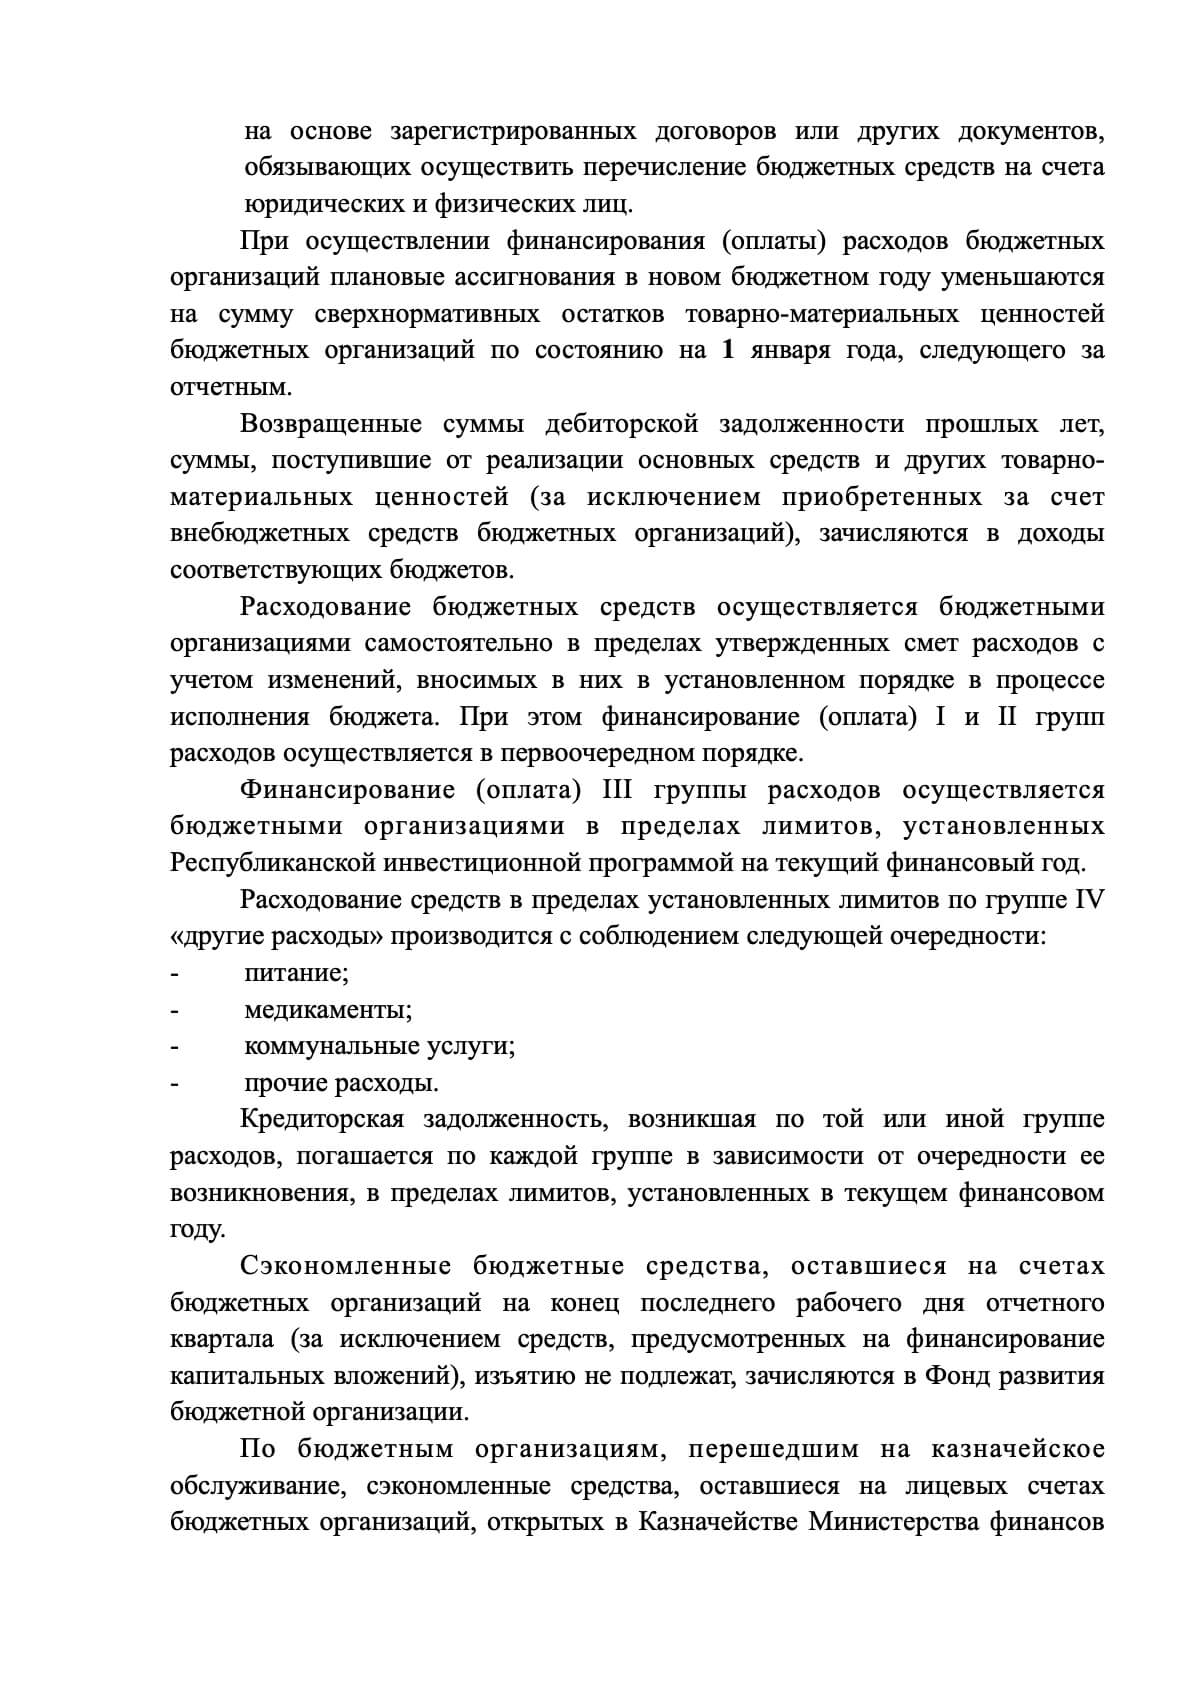 на основе зарегистрированных договоров или других документов,
обязывающих осуществить перечисление бюджетных средств на счета
юридических и физических лиц.
При осуществлении финансирования (оплаты) расходов бюджетных
организаций плановые ассигнования в новом бюджетном году уменьшаются
на сумму сверхнормативных остатков товарно-материальных ценностей
бюджетных организаций по состоянию на 1 января года, следующего за
отчетным.
Возвращенные суммы дебиторской задолженности прошлых лет,
суммы, поступившие от реализации основных средств и других товарно-
материальных ценностей (за исключением приобретенных за счет
внебюджетных средств бюджетных организаций), зачисляются в доходы
соответствующих бюджетов.
Расходование бюджетных средств осуществляется бюджетными
организациями самостоятельно в пределах утвержденных смет расходов с
учетом изменений, вносимых в них в установленном порядке в процессе
исполнения бюджета. При этом финансирование (оплата) I и II групп
расходов осуществляется в первоочередном порядке.
Финансирование (оплата) III группы расходов осуществляется
бюджетными организациями в пределах лимитов, установленных
Республиканской инвестиционной программой на текущий финансовый год.
Расходование средств в пределах установленных лимитов по группе IV
«другие расходы» производится с соблюдением следующей очередности:
- питание;
- медикаменты;
- коммунальные услуги;
- прочие расходы.
Кредиторская задолженность, возникшая по той или иной группе
расходов, погашается по каждой группе в зависимости от очередности ее
возникновения, в пределах лимитов, установленных в текущем финансовом
году.
Сэкономленные бюджетные средства, оставшиеся на счетах
бюджетных организаций на конец последнего рабочего дня отчетного
квартала (за исключением средств, предусмотренных на финансирование
капитальных вложений), изъятию не подлежат, зачисляются в Фонд развития
бюджетной организации.
По бюджетным организациям, перешедшим на казначейское
обслуживание, сэкономленные средства, оставшиеся на лицевых счетах
бюджетных организаций, открытых в Казначействе Министерства финансов